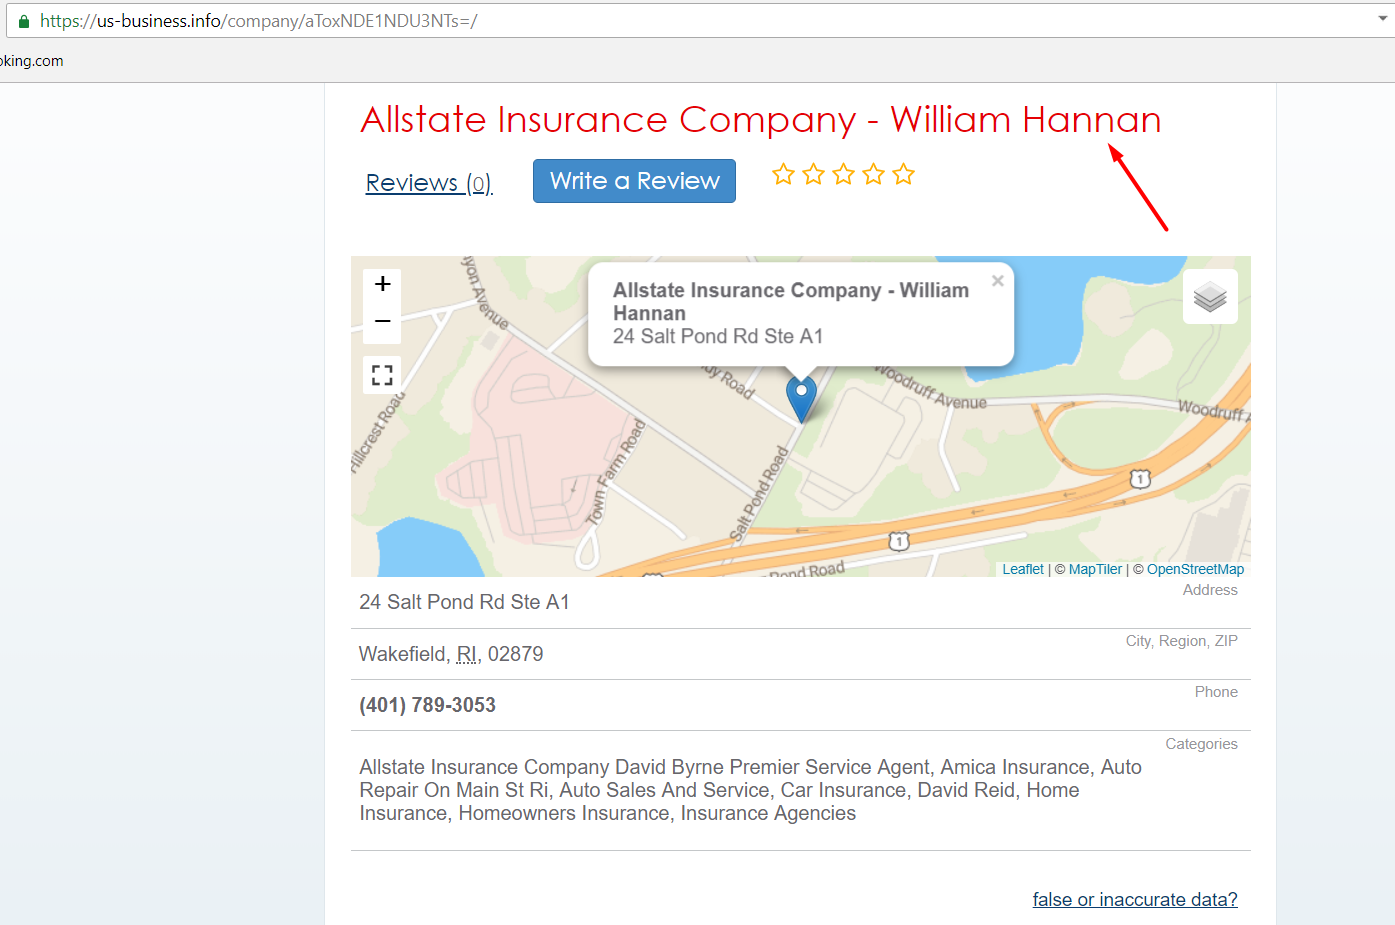 https://us-business.info/company/aToxNDE1NDU3NTs=/
oking.com
Allstate Insurance Company - William Hannan
Reviews (0)
Write a Review
+
−
Allstate Insurance Company - William
Hannan
24 Salt Pond Rd Ste A1
×
yon Avenue
uy Road
Woodruff Avenue
Woodruff A
Hillcrest Road
Town Farm Road
Salt Pond Road
1
1
Pond Road
Leaflet | © MapTiler | © OpenStreetMap
Address
24 Salt Pond Rd Ste A1
City, Region, ZIP
Wakefield, RI, 02879
Phone
(401) 789-3053
Categories
Allstate Insurance Company David Byrne Premier Service Agent, Amica Insurance, Auto
Repair On Main St Ri, Auto Sales And Service, Car Insurance, David Reid, Home
Insurance, Homeowners Insurance, Insurance Agencies
false or inaccurate data?